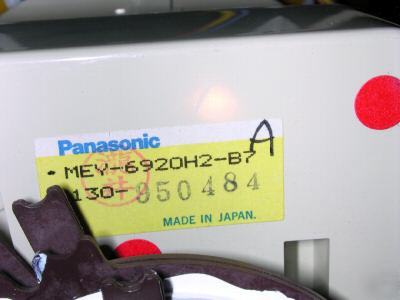 Panasonic
• MEY-6920H2-B7 A
130-850484
MADE IN JAPAN.